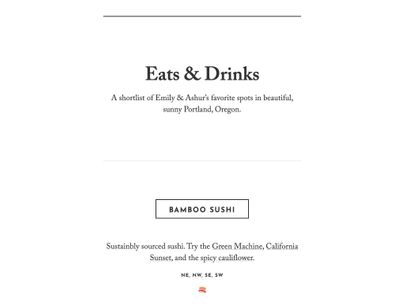 Eats & Drinks
A shortlist of Emily & Ashur's favorite spots in beautiful,
sunny Portland, Oregon.
BAMBOO SUSHI
Sustainbly sourced sushi. Try the Green Machine, California
Sunset, and the spicy cauliflower.
NE, NW, SE, SW